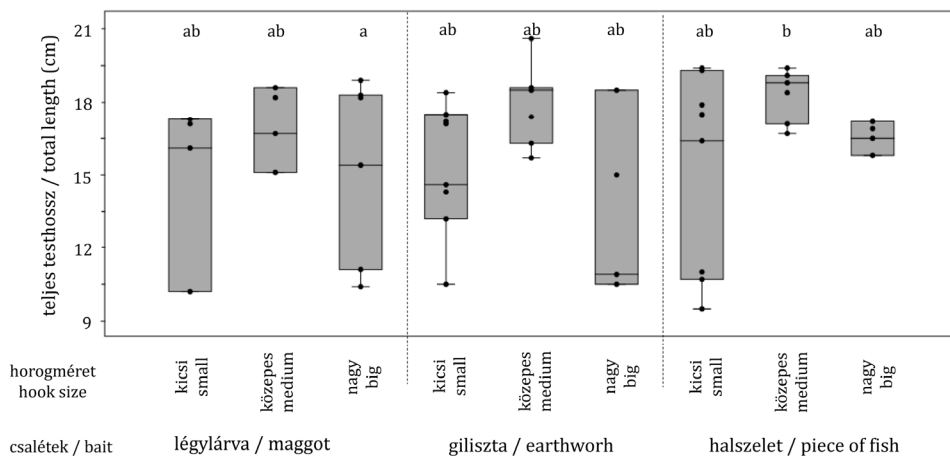 teljes testhossz / total length (cm)
21
18
15
12
9
ab
ab
a
ab
ab
ab
ab
b
ab
horogméret
hook size
kicsi
small
közepes
medium
nagy
big
kicsi
small
közepes
medium
nagy
big
kicsi
small
közepes
medium
nagy
big
csalétek / bait
légylárva / maggot
giliszta / earthworh
halszelet / piece of fish